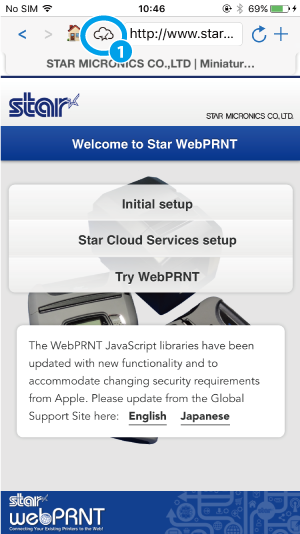 No SIM 10:46 69%
http://www.star...
1
STAR MICRONICS CO.,LTD | Miniatur...
star STAR MICRONICS CO., LTD.
Welcome to Star WebPRNT
Initial setup
Star Cloud Services setup
Try WebPRNT
The WebPRNT JavaScript libraries have been
updated with new functionality and to
accommodate changing security requirements
from Apple. Please update from the Global
Support Site here: English Japanese
star
webPRNT
Connecting Your Existing Printers to the Web!